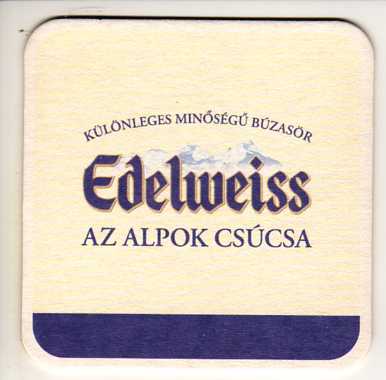 KÜLÖNLEGES MINŐSÉGŰ BÚZASÖR
Edelweiss
AZ ALPOK CSÚCSA